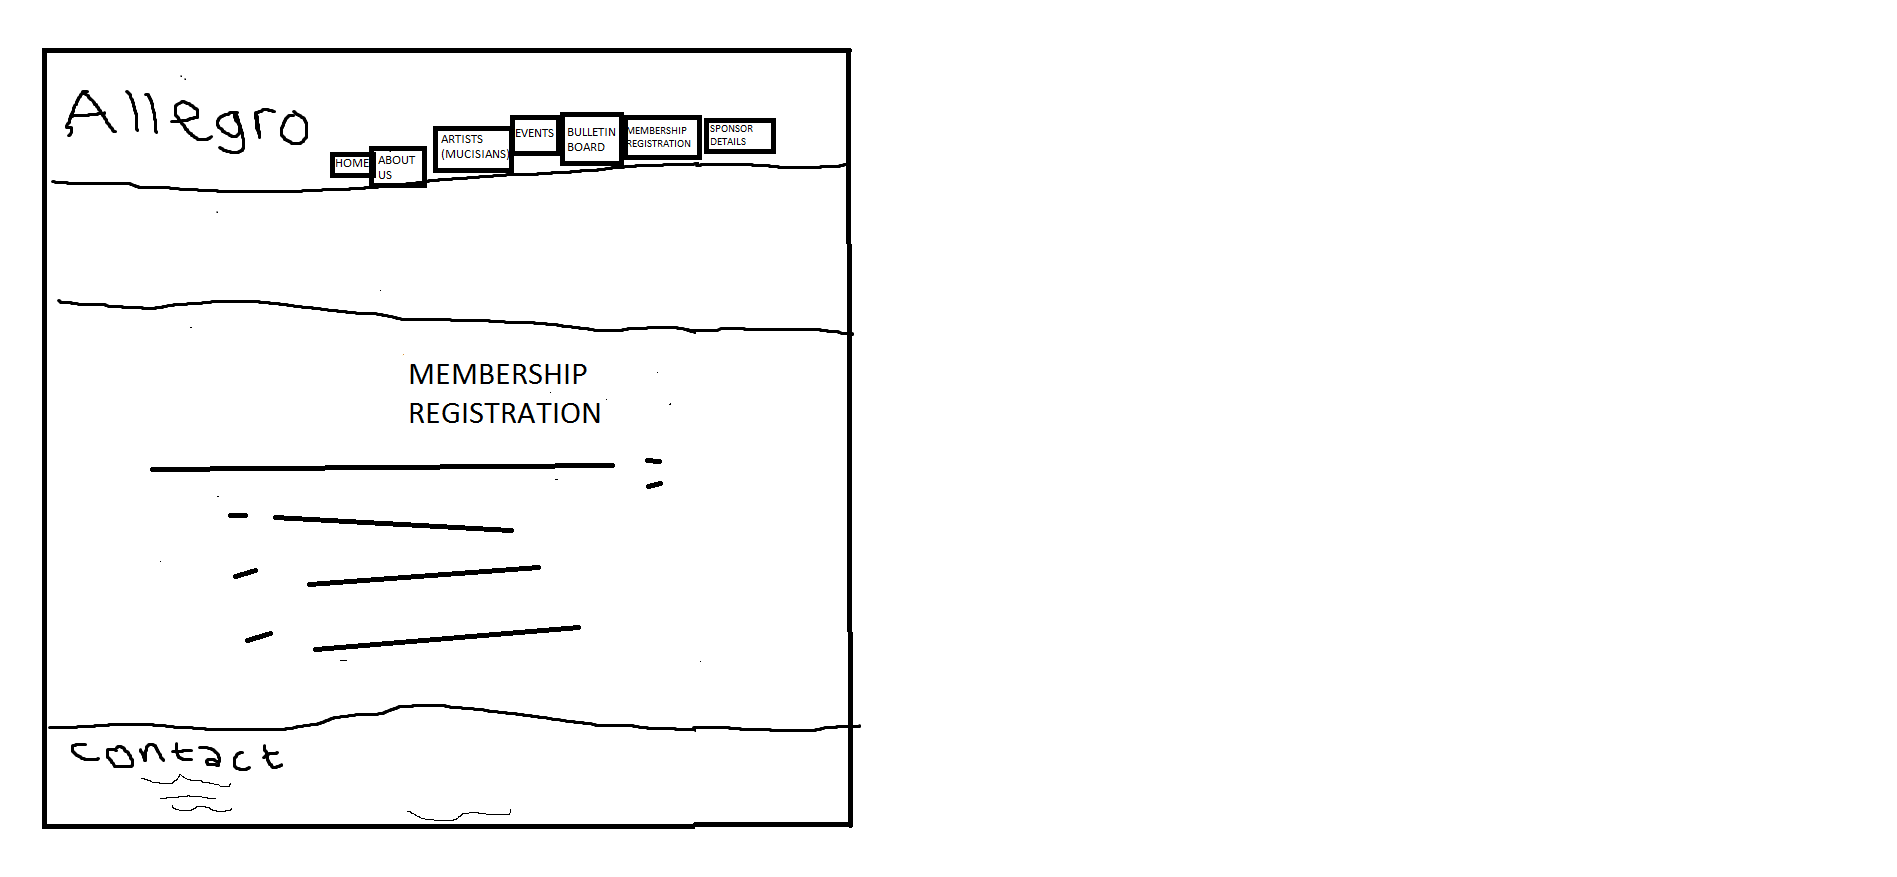 Allegro
HOME
ABOUT
US
ARTISTS
(MUCISIANS)
EVENTS
BULLETIN
BOARD
MEMBERSHIP
REGISTRATION
SPONSOR
DETAILS
MEMBERSHIP
REGISTRATION
contact